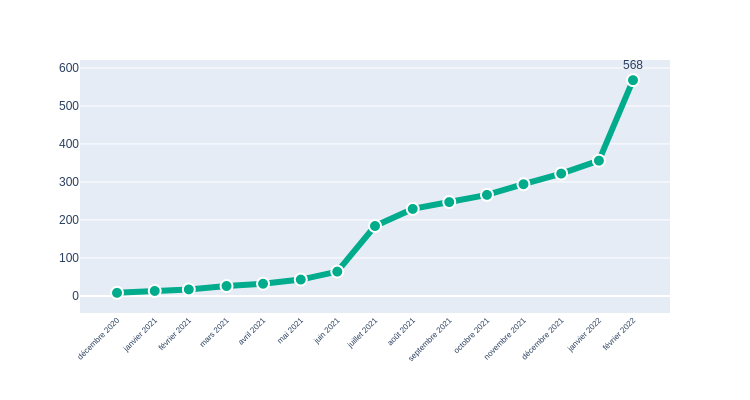 568
600
500
400
300
200
100
0
décembre 2020
janvier 2021
février 2021
mars 2021
avril 2021
mai 2021
juin 2021
juillet 2021
août 2021
septembre 2021
octobre 2021
novembre 2021
décembre 2021
janvier 2022
février 2022